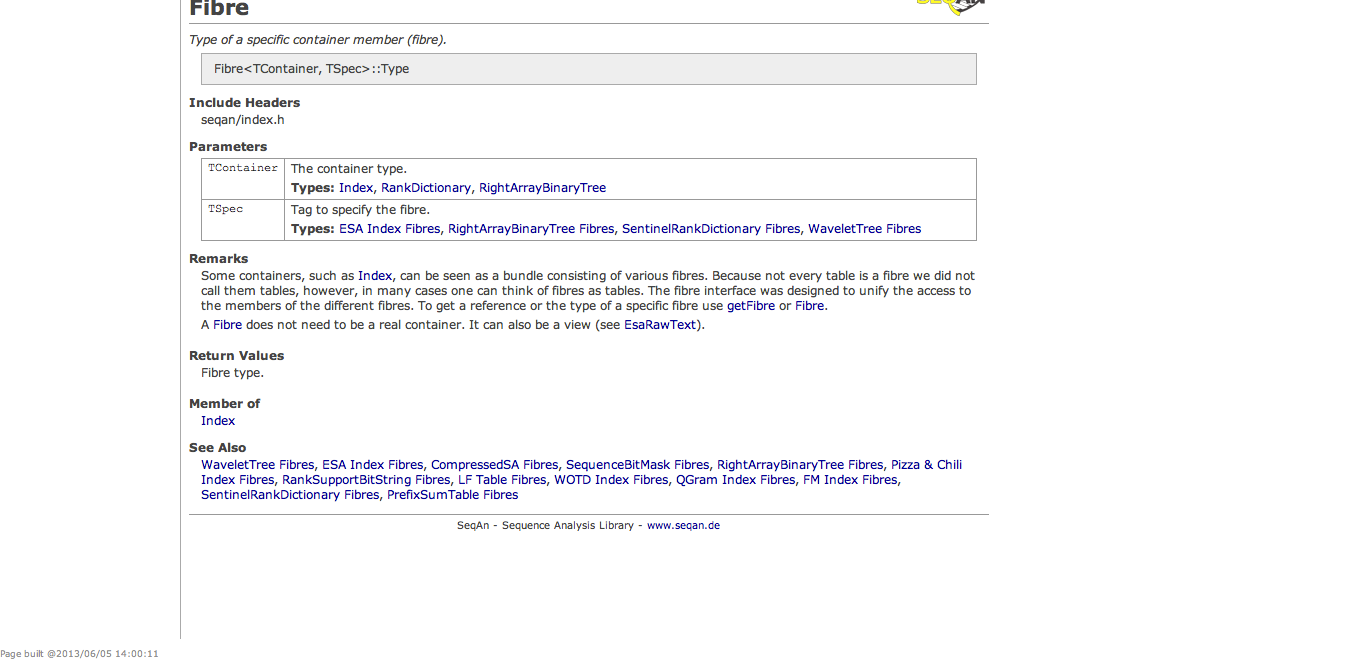 Fibre
Type of a specific container member (fibre).
Fibre<TContainer, TSpec>::Type
Include Headers
seqan/index.h
Parameters
TContainer The container type.
Types: Index, RankDictionary, RightArrayBinaryTree
TSpec Tag to specify the fibre.
Types: ESA Index Fibres, RightArrayBinaryTree Fibres, SentinelRankDictionary Fibres, WaveletTree Fibres
Remarks
Some containers, such as Index, can be seen as a bundle consisting of various fibres. Because not every table is a fibre we did not
call them tables, however, in many cases one can think of fibres as tables. The fibre interface was designed to unify the access to
the members of the different fibres. To get a reference or the type of a specific fibre use getFibre or Fibre.
A Fibre does not need to be a real container. It can also be a view (see EsaRawText).
Return Values
Fibre type.
Member of
Index
See Also
WaveletTree Fibres, ESA Index Fibres, CompressedSA Fibres, SequenceBitMask Fibres, RightArrayBinaryTree Fibres, Pizza & Chili
Index Fibres, RankSupportBitString Fibres, LF Table Fibres, WOTD Index Fibres, QGram Index Fibres, FM Index Fibres,
SentinelRankDictionary Fibres, PrefixSumTable Fibres
SeqAn - Sequence Analysis Library - www.seqan.de
Page built @2013/06/05 14:00:11